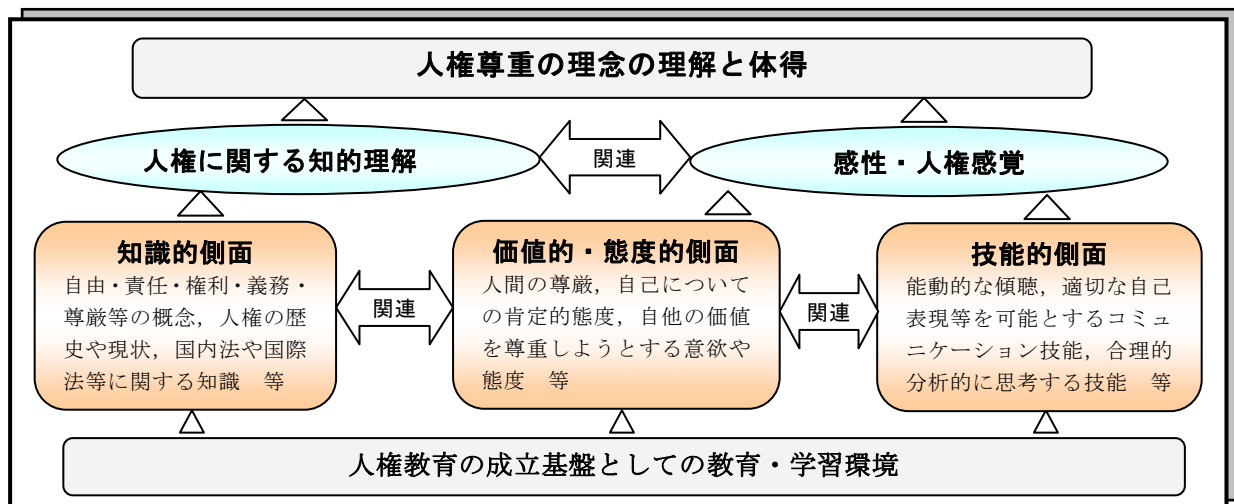 人権尊重の理念の理解と体得
人権に関する知的理解
関連
感性・人権感覚
知識的側面
自由・責任・権利・義務・
尊厳等の概念，人権の歴
史や現状，国内法や国際
法等に関する知識　等
関連
価値的・態度的側面
人間の尊厳，自己について
の肯定的態度，自他の価値
を尊重しようとする意欲や
態度　等
関連
技能的側面
能動的な傾聴，適切な自己
表現等を可能とするコミュ
ニケーション技能，合理的
分析的に思考する技能　等
人権教育の成立基盤としての教育・学習環境